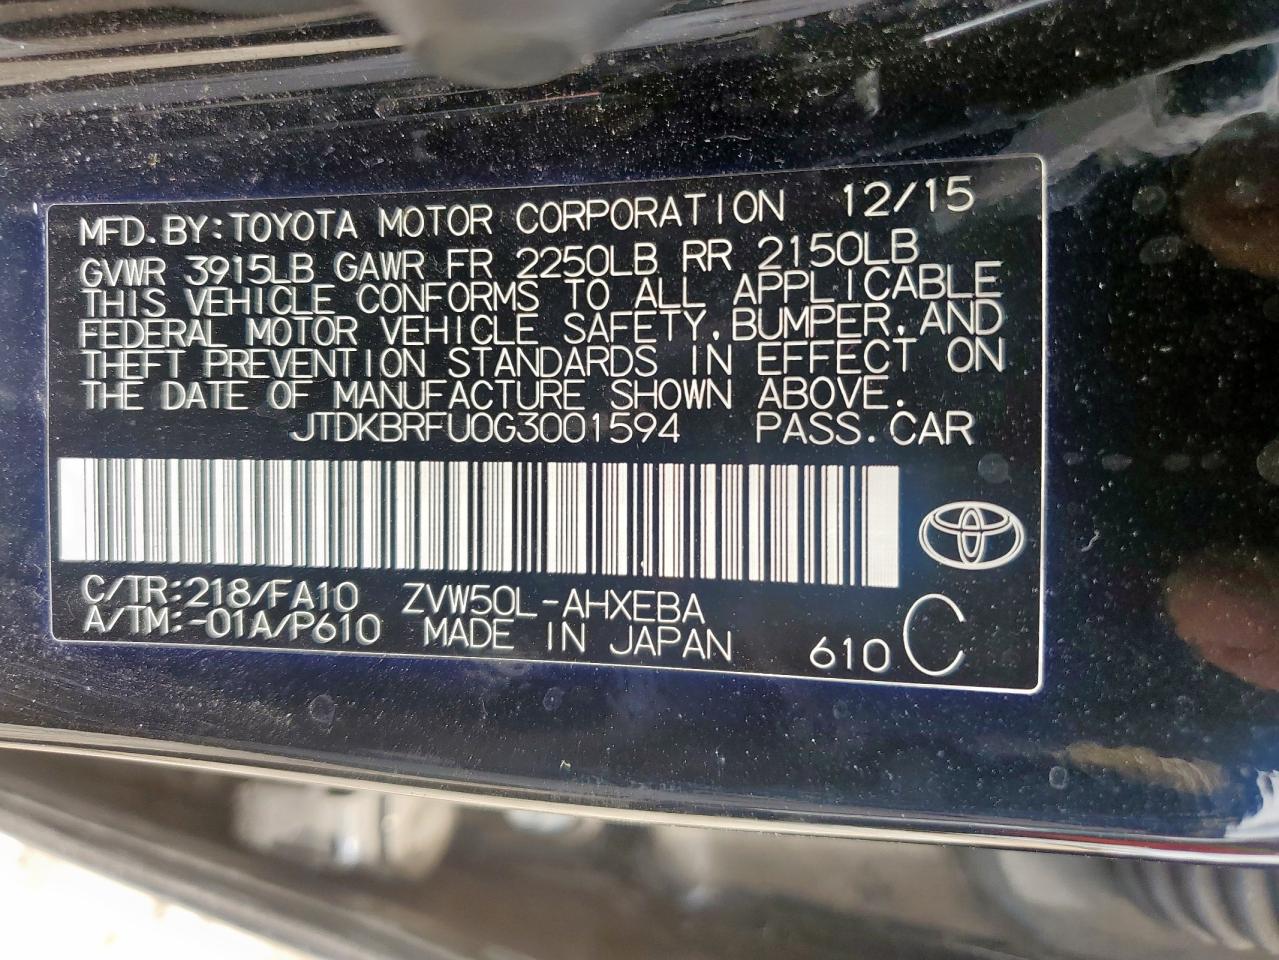 MFD. BY: TOYOTA MOTOR CORPORATION 12/15
GVWR 3915LB GAWR FR 2250LB RR 2150LB
THIS VEHICLE CONFORMS TO ALL APPLICABLE
FEDERAL MOTOR VEHICLE SAFETY, BUMPER, AND
THEFT PREVENTION STANDARDS IN EFFECT ON
THE DATE OF MANUFACTURE SHOWN ABOVE.
JTDKBRFU0G3001594 PASS. CAR
C/TR: 218/FA10 ZVW50L-AHXEBA
A/TM: -01A/P610 MADE IN JAPAN 610 C